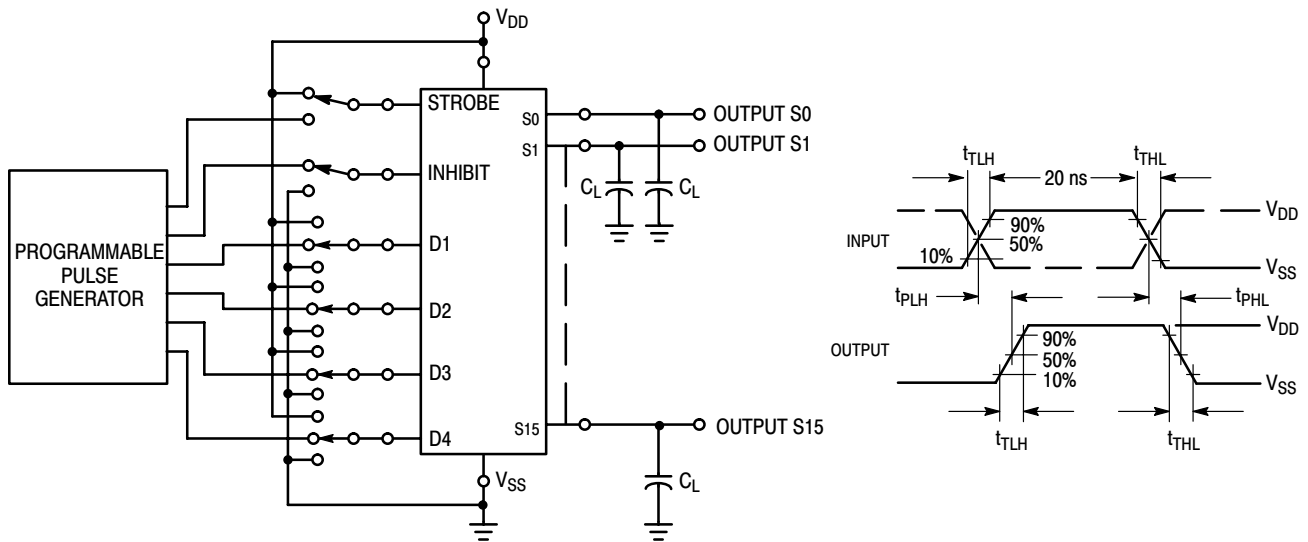 VDD
PROGRAMMABLE
PULSE
GENERATOR
STROBE
INHIBIT
D1
D2
D3
D4
S0
S1
S15
VSS
OUTPUT S0
OUTPUT S1
CL
CL
OUTPUT S15
CL
tTLH
tTHL
20 ns
INPUT
VDD
90%
50%
10%
VSS
tPLH
tPHL
OUTPUT
VDD
90%
50%
10%
VSS
tTLH
tTHL